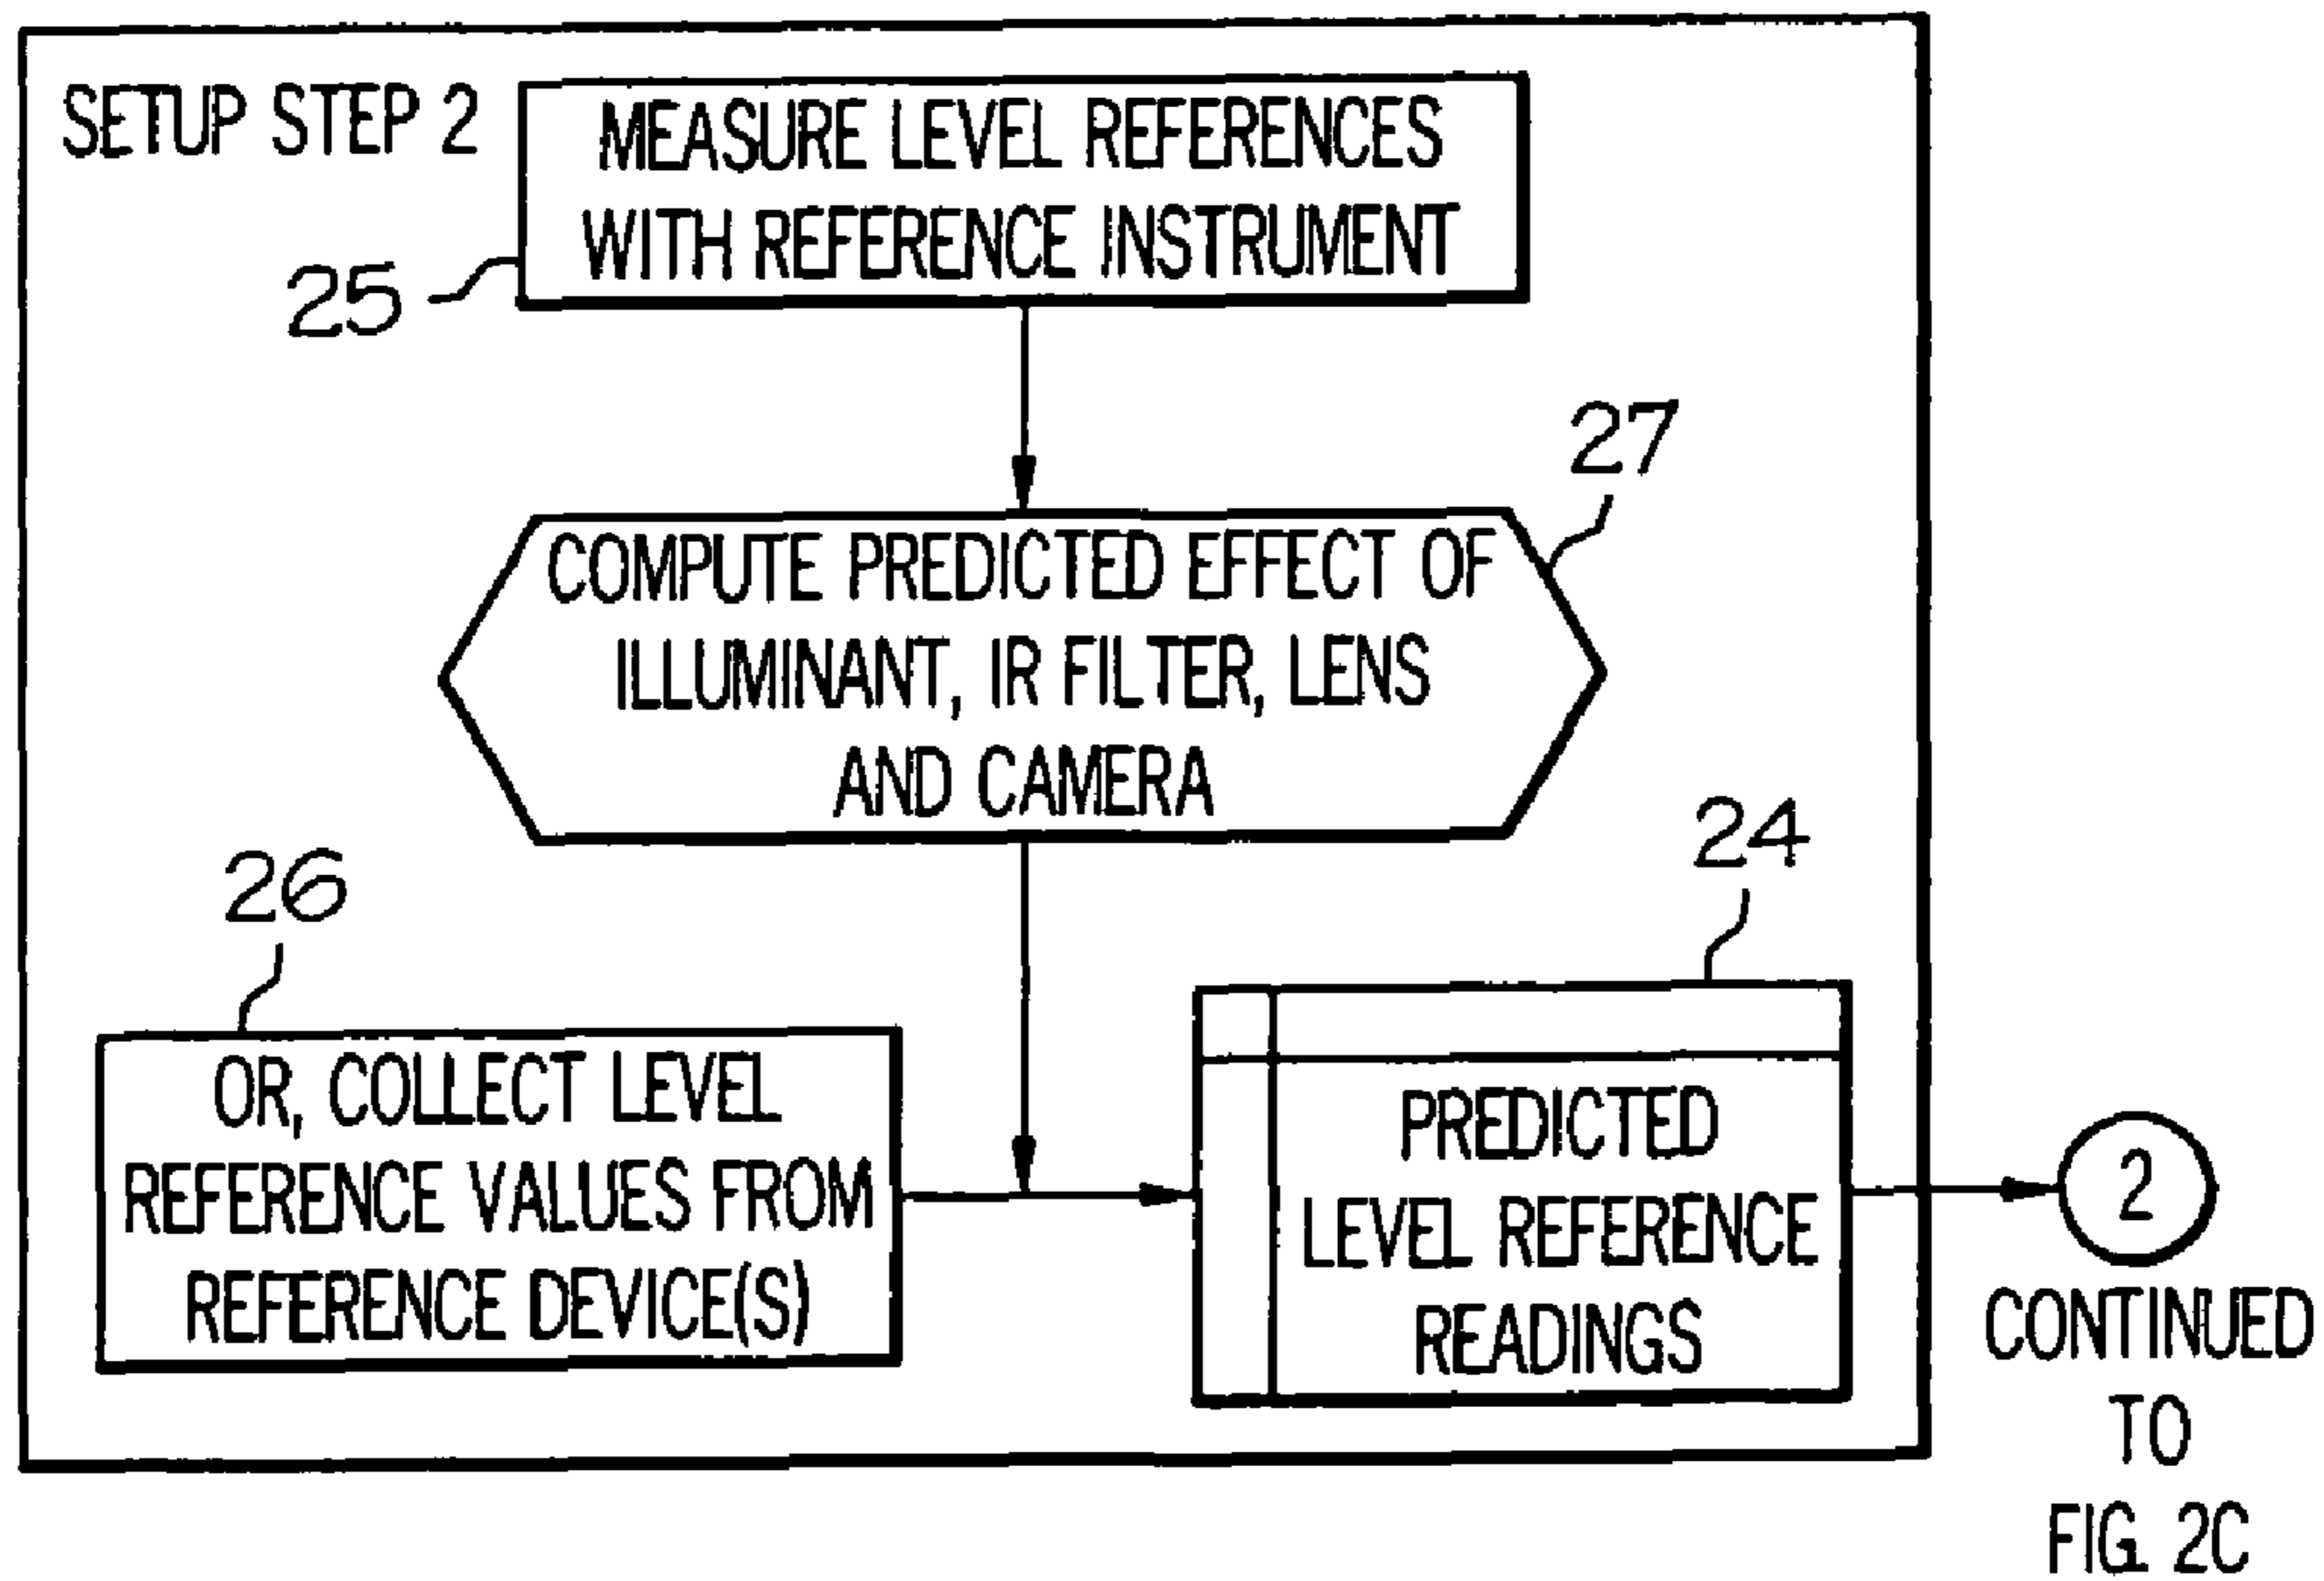 SETUP STEP 2
MEASURE LEVEL REFERENCES
WITH REFERENCE INSTRUMENT
25
27
COMPUTE PREDICTED EFFECT OF
ILLUMINANT, IR FILTER, LENS
AND CAMERA
26
24
OR, COLLECT LEVEL
REFERENCE VALUES FROM
REFERENCE DEVICE(S)
PREDICTED
LEVEL REFERENCE
READINGS
2
CONTINUED
TO
FIG. 2C